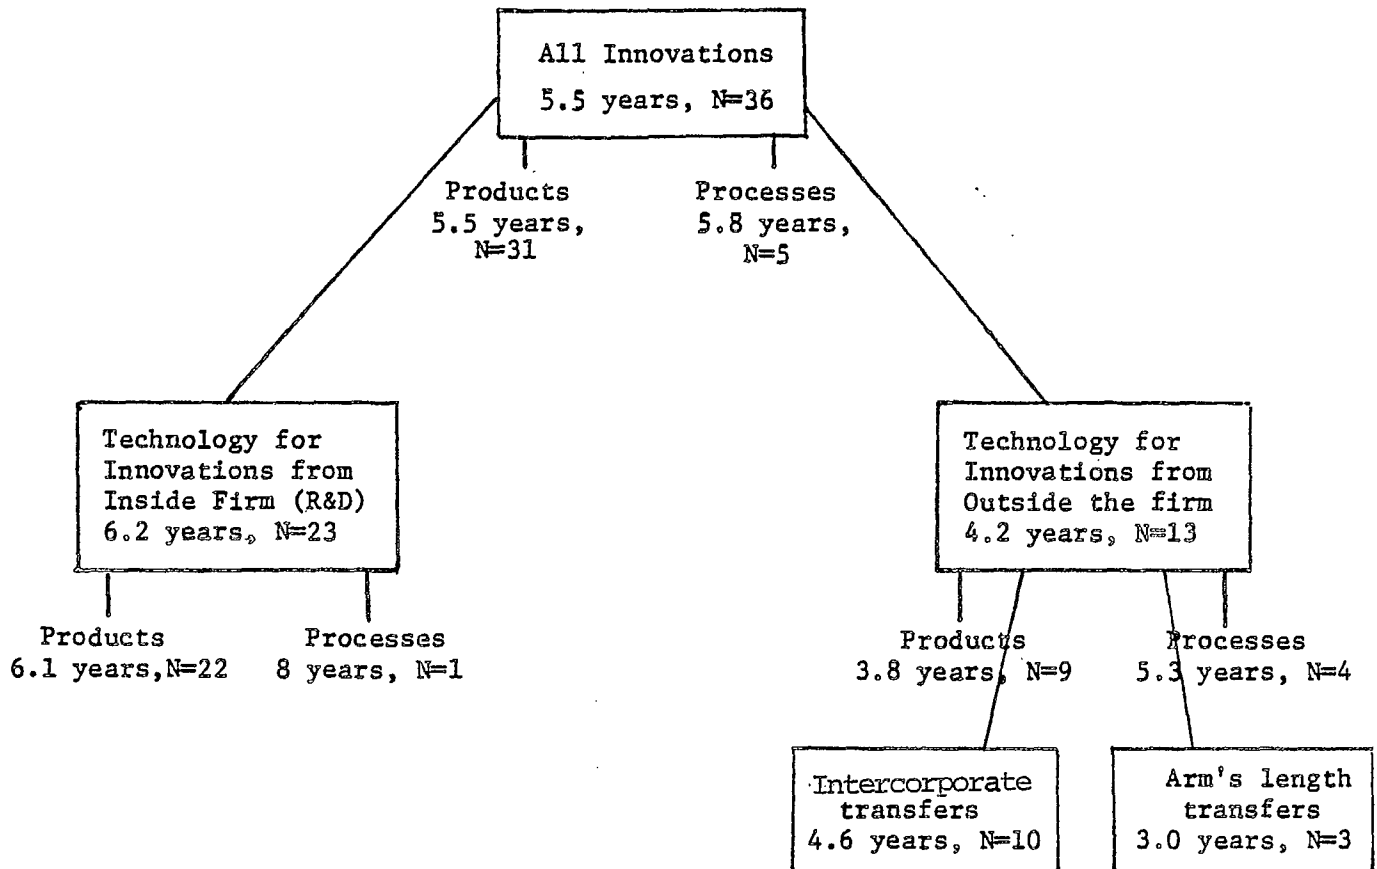 All Innovations
5.5 years, N=36
Products
5.5 years,
N=31
Processes
5.8 years,
N=5
Technology for
Innovations from
Inside Firm (R&D)
6.2 years, N=23
Technology for
Innovations from
Outside the firm
4.2 years, N=13
Products
6.1 years,N=22
Processes
8 years, N=1
Products
3.8 years, N=9
Processes
5.3 years, N=4
Intercorporate
transfers
4.6 years, N=10
Arm's length
transfers
3.0 years, N=3